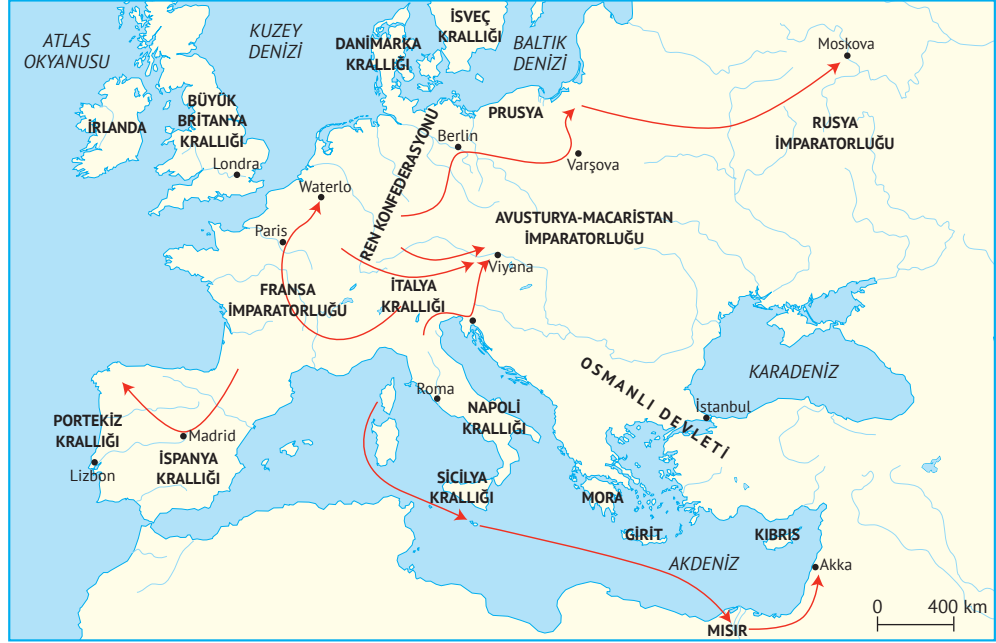 ATLAS
OKYANUSU
KUZEY
DENİZİ
DANİMARKA
KRALLIĞI
İSVEÇ
KRALLIĞI
BALTIK
DENİZİ
Moskova
İRLANDA
BÜYÜK
BRİTANYA
KRALLIĞI
Londra
PRUSYA
Berlin
Varşova
RUSYA
İMPARATORLUĞU
Waterlo
REN KONFEDERASYONU
Paris
AVUSTURYA-MACARİSTAN
İMPARATORLUĞU
Viyana
FRANSA
İMPARATORLUĞU
İTALYA
KRALLIĞI
OSMANLI DEVLETİ
KARADENİZ
İstanbul
Roma
NAPOLİ
KRALLIĞI
PORTEKİZ
KRALLIĞI
Lizbon
Madrid
İSPANYA
KRALLIĞI
SİCİLYA
KRALLIĞI
MORA
GİRİT
KIBRIS
AKDENİZ
Akka
MISIR
0 400 km